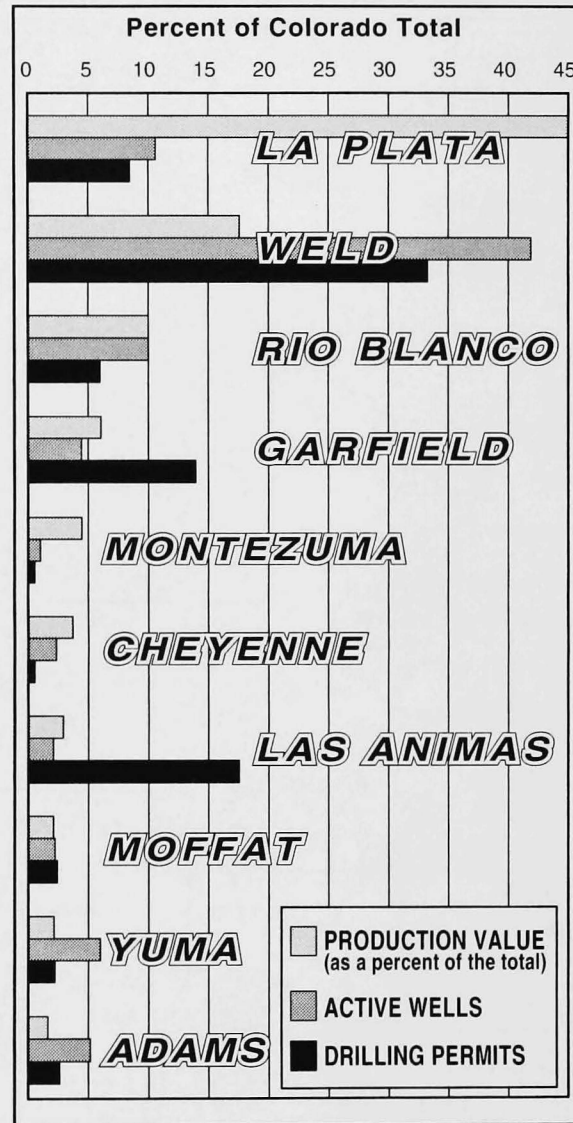 Percent of Colorado Total
0 5 10 15 20 25 30 35 40 45
LA PLATA
WELD
RIO BLANCO
GARFIELD
MONTEZUMA
CHEYENNE
LAS ANIMAS
MOFFAT
YUMA
ADAMS
PRODUCTION VALUE
(as a percent of the total)
ACTIVE WELLS
DRILLING PERMITS